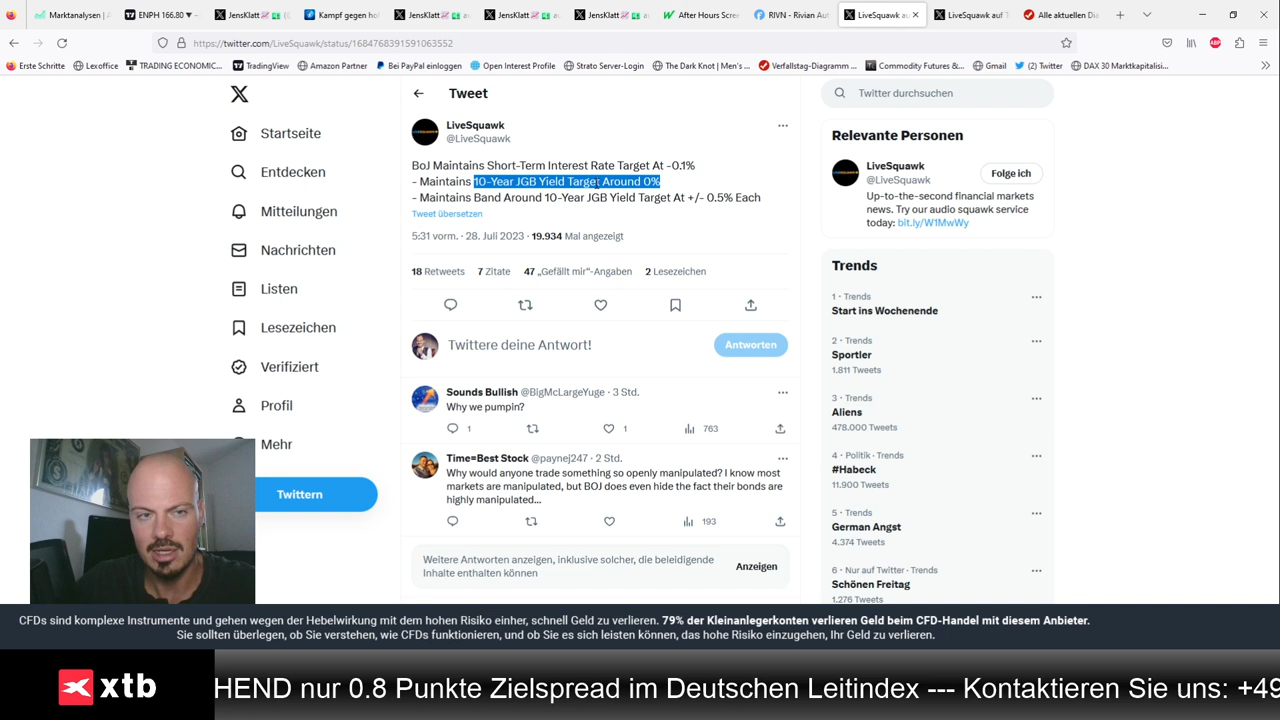 Marktanalysen |
ENPH 166.80
JensKlatt
JensKlatt
Kampf gegen hol
JensKlatt
JensKlatt
JensKlatt
After Hours Scre
RIVN - Rivian Aut
LiveSquawk au
LiveSquawk auf T
Alle aktuellen Dia
https://twitter.com/LiveSquawk/status/1684768391591063552
Erste Schritte
Lexoffice
TRADING ECONOMIC...
TradingView
Amazon Partner
Bei PayPal einloggen
Open Interest Profile
Strato Server-Login
The Dark Knot | Men's ...
Verfallstag-Diagramm ...
Commodity Futures &...
Gmail
(2) Twitter
DAX 30 Marktkapitalisi...
Startseite
Entdecken
Mitteilungen
Nachrichten
Listen
Lesezeichen
Verifiziert
Profil
Mehr
Twittern
Tweet
LiveSquawk
@LiveSquawk
BoJ Maintains Short-Term Interest Rate Target At -0.1%
- Maintains 10-Year JGB Yield Target Around 0%
- Maintains Band Around 10-Year JGB Yield Target At +/- 0.5% Each
Tweet übersetzen
5:31 vorm. · 28. Juli 2023 · 19.934 Mal angezeigt
18 Retweets 7 Zitate 47 „Gefällt mir“-Angaben 2 Lesezeichen
Twittere deine Antwort!
Antworten
Sounds Bullish @BigMcLargeYuge · 3 Std.
Why we pumpin?
1 1 763
Time=Best Stock @paynej247 · 2 Std.
Why would anyone trade something so openly manipulated? I know most
markets are manipulated, but BOJ does even hide the fact their bonds are
highly manipulated...
193
Weitere Antworten anzeigen, inklusive solcher, die beleidigende
Inhalte enthalten können
Anzeigen
Twitter durchsuchen
Relevante Personen
LiveSquawk
@LiveSquawk
Folge ich
Up-to-the-second financial markets
news. Try our audio squawk service
today: bit.ly/W1MwWy
Trends
1 · Trends
Start ins Wochenende
2 · Trends
Sportler
1.811 Tweets
3 · Trends
Aliens
478.000 Tweets
4 · Politik · Trends
#Habeck
11.900 Tweets
5 · Trends
German Angst
4.374 Tweets
6 · Nur auf Twitter · Trends
Schönen Freitag
1.276 Tweets
CFDs sind komplexe Instrumente und gehen wegen der Hebelwirkung mit dem hohen Risiko einher, schnell Geld zu verlieren. 79% der Kleinanlegerkonten verlieren Geld beim CFD-Handel mit diesem Anbieter.
Sie sollten überlegen, ob Sie verstehen, wie CFDs funktionieren, und ob Sie es sich leisten können, das hohe Risiko einzugehen, Ihr Geld zu verlieren.
xtb
HEND nur 0.8 Punkte Zielspread im Deutschen Leitindex --- Kontaktieren Sie uns: +49